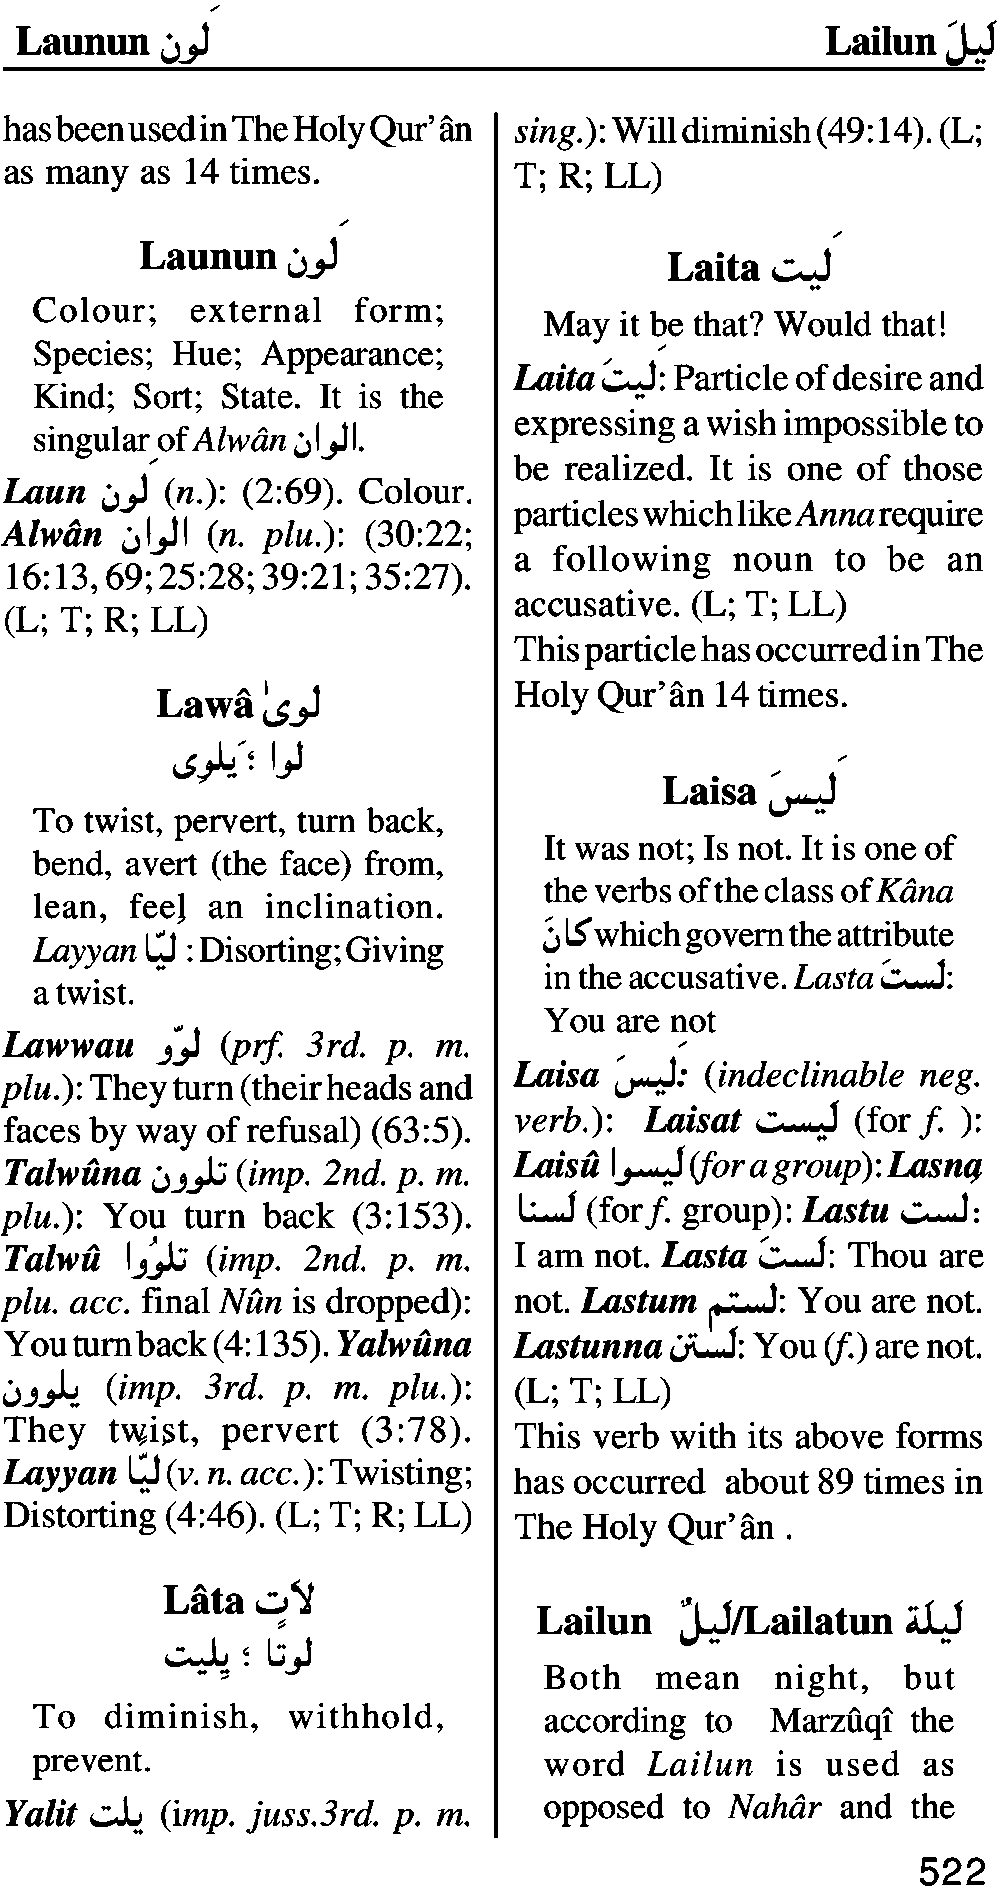 Launun لَون Lailun لَيلَ
has been used in The Holy Qur'ân
as many as 14 times.
Launun لَون
Colour; external form;
Species; Hue; Appearance;
Kind; Sort; State. It is the
singular of Alwân الوان.
Laun لَون (n.): (2:69). Colour.
Alwân الوان (n. plu.): (30:22;
16:13, 69; 25:28; 39:21; 35:27).
(L; T; R; LL)
Lawâ لوىٰ
لوا ؛ يَلوِى
To twist, pervert, turn back,
bend, avert (the face) from,
lean, feel an inclination.
Layyan ليّا : Disorting; Giving
a twist.
Lawwau لوّو (prf. 3rd. p. m.
plu.): They turn (their heads and
faces by way of refusal) (63:5).
Talwûna تلوون (imp. 2nd. p. m.
plu.): You turn back (3:153).
Talwû تلوُوا (imp. 2nd. p. m.
plu. acc. final Nûn is dropped):
You turn back (4:135). Yalwûna
يلوون (imp. 3rd. p. m. plu.):
They twist, pervert (3:78).
Layyan ليّا (v. n. acc.): Twisting;
Distorting (4:46). (L; T; R; LL)
Lâta لاتٍ
لوتًا ؛ يِليت
To diminish, withhold,
prevent.
Yalit يلت (imp. juss.3rd. p. m.
sing.): Will diminish (49:14). (L;
T; R; LL)
Laita لَيت
May it be that? Would that!
Laita لَيتَ: Particle of desire and
expressing a wish impossible to
be realized. It is one of those
particles which like Anna require
a following noun to be an
accusative. (L; T; LL)
This particle has occurred in The
Holy Qur'ân 14 times.
Laisa لَيسَ
It was not; Is not. It is one of
the verbs of the class of Kâna
كانَ which govern the attribute
in the accusative. Lasta لَستَ:
You are not
Laisa لَيسَ: (indeclinable neg.
verb.): Laisat لَيست (for f. ):
Laisû لَيسوا (for a group): Lasna
لَسنا (for f. group): Lastu لست:
I am not. Lasta لَستَ: Thou are
not. Lastum لستم: You are not.
Lastunna لَستن: You (f.) are not.
(L; T; LL)
This verb with its above forms
has occurred about 89 times in
The Holy Qur'ân .
Lailun لَيلٌ/Lailatun لَيلَة
Both mean night, but
according to Marzûqî the
word Lailun is used as
opposed to Nahâr and the
522